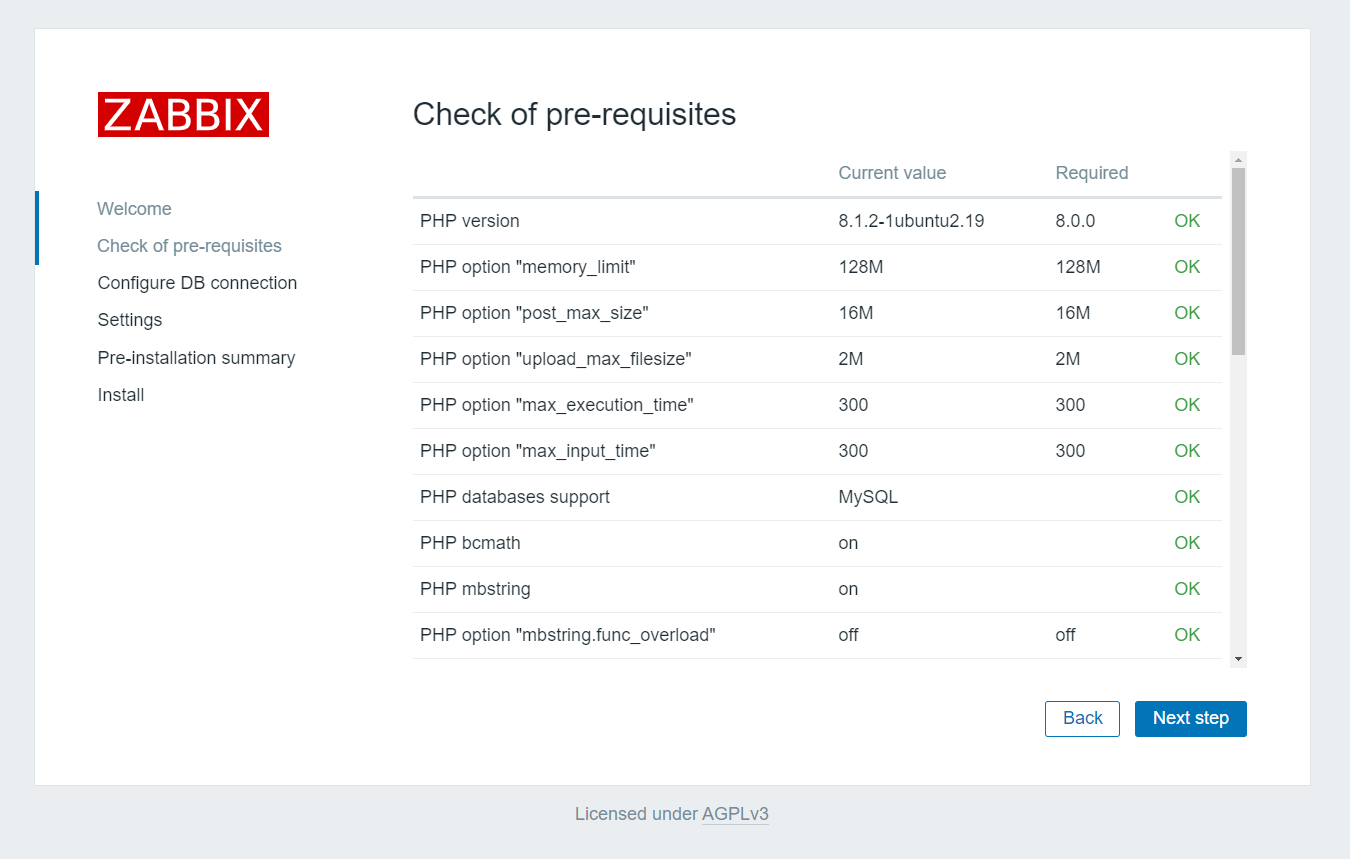 ZABBIX
Check of pre-requisites
Welcome
Check of pre-requisites
Configure DB connection
Settings
Pre-installation summary
Install
Current value Required
PHP version 8.1.2-1ubuntu2.19 8.0.0 OK
PHP option "memory_limit" 128M 128M OK
PHP option "post_max_size" 16M 16M OK
PHP option "upload_max_filesize" 2M 2M OK
PHP option "max_execution_time" 300 300 OK
PHP option "max_input_time" 300 300 OK
PHP databases support MySQL OK
PHP bcmath on OK
PHP mbstring on OK
PHP option "mbstring.func_overload" off off OK
Back Next step
Licensed under AGPLv3